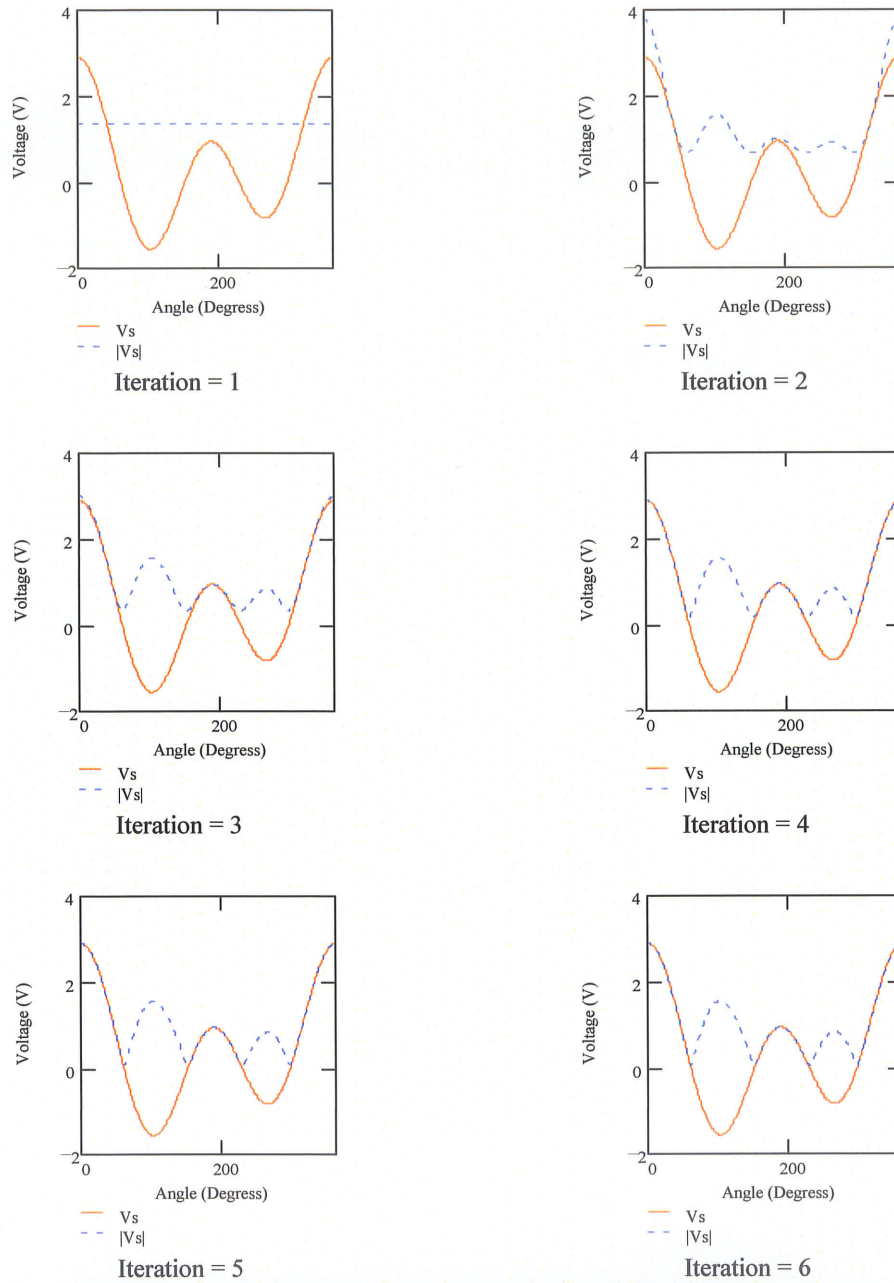 4
2
0
−2
Voltage (V)
0
200
Angle (Degress)
Vs
|Vs|
Iteration = 1
4
2
0
−2
Voltage (V)
0
200
Angle (Degress)
Vs
|Vs|
Iteration = 2
4
2
0
−2
Voltage (V)
0
200
Angle (Degress)
Vs
|Vs|
Iteration = 3
4
2
0
−2
Voltage (V)
0
200
Angle (Degress)
Vs
|Vs|
Iteration = 4
4
2
0
−2
Voltage (V)
0
200
Angle (Degress)
Vs
|Vs|
Iteration = 5
4
2
0
−2
Voltage (V)
0
200
Angle (Degress)
Vs
|Vs|
Iteration = 6